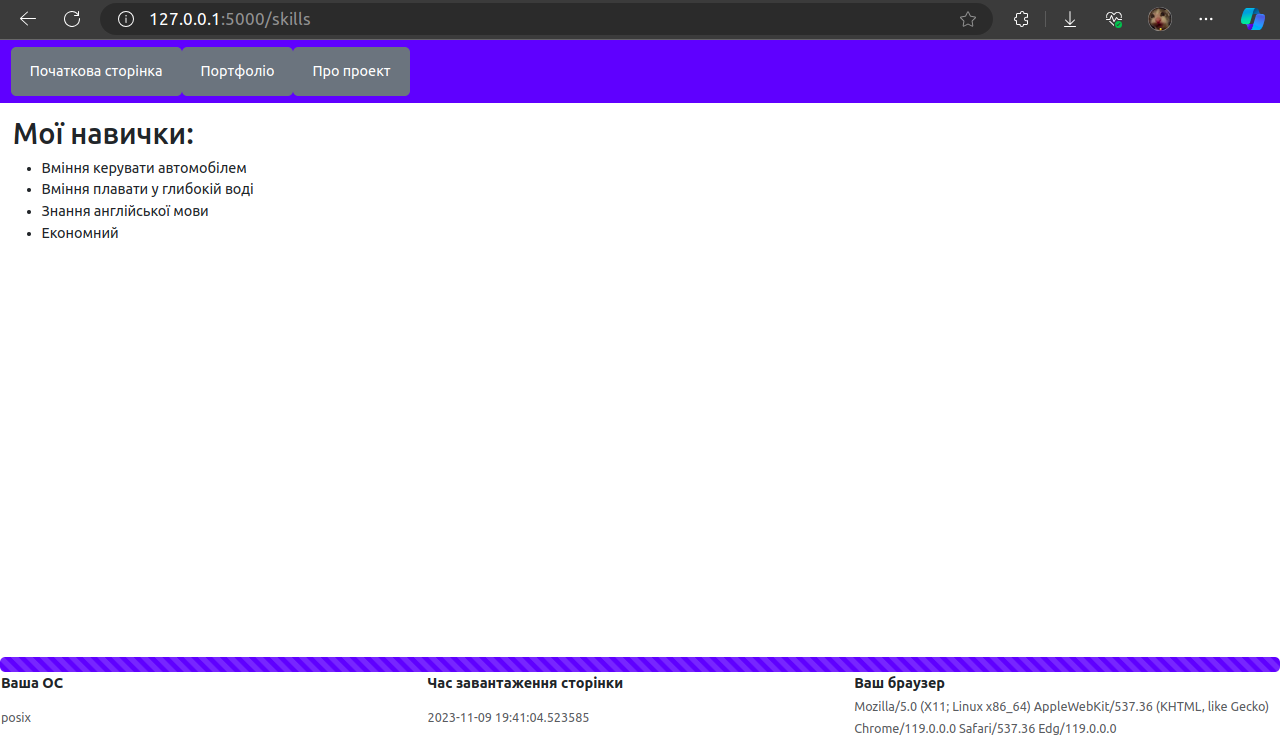 127.0.0.1:5000/skills
Початкова сторінка Портфоліо Про проект
Мої навички:
Вміння керувати автомобілем
Вміння плавати у глибокій воді
Знання англійської мови
Економний
Ваша ОС
posix
Час завантаження сторінки
2023-11-09 19:41:04.523585
Ваш браузер
Mozilla/5.0 (X11; Linux x86_64) AppleWebKit/537.36 (KHTML, like Gecko)
Chrome/119.0.0.0 Safari/537.36 Edg/119.0.0.0